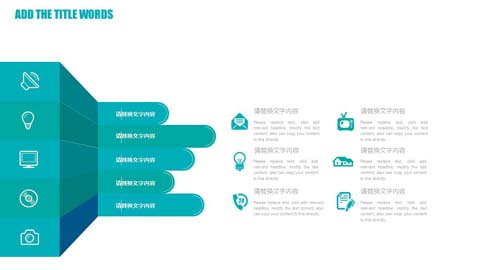 ADD THE TITLE WORDS
请替换文字内容
请替换文字内容
请替换文字内容
请替换文字内容
请替换文字内容
请替换文字内容
Please replace text, click add
relevant headline, modify the text
content, also can copy your content
to this directly.
请替换文字内容
Please replace text, click add
relevant headline, modify the text
content, also can copy your content
to this directly.
请替换文字内容
Please replace text, click add
relevant headline, modify the text
content, also can copy your content
to this directly.
请替换文字内容
Please replace text, click add
relevant headline, modify the text
content, also can copy your content
to this directly.
请替换文字内容
Please replace text, click add relevant
headline, modify the text content, also
can copy your content to this directly.
请替换文字内容
Please replace text, click add relevant
headline, modify the text content, also
can copy your content to this directly.